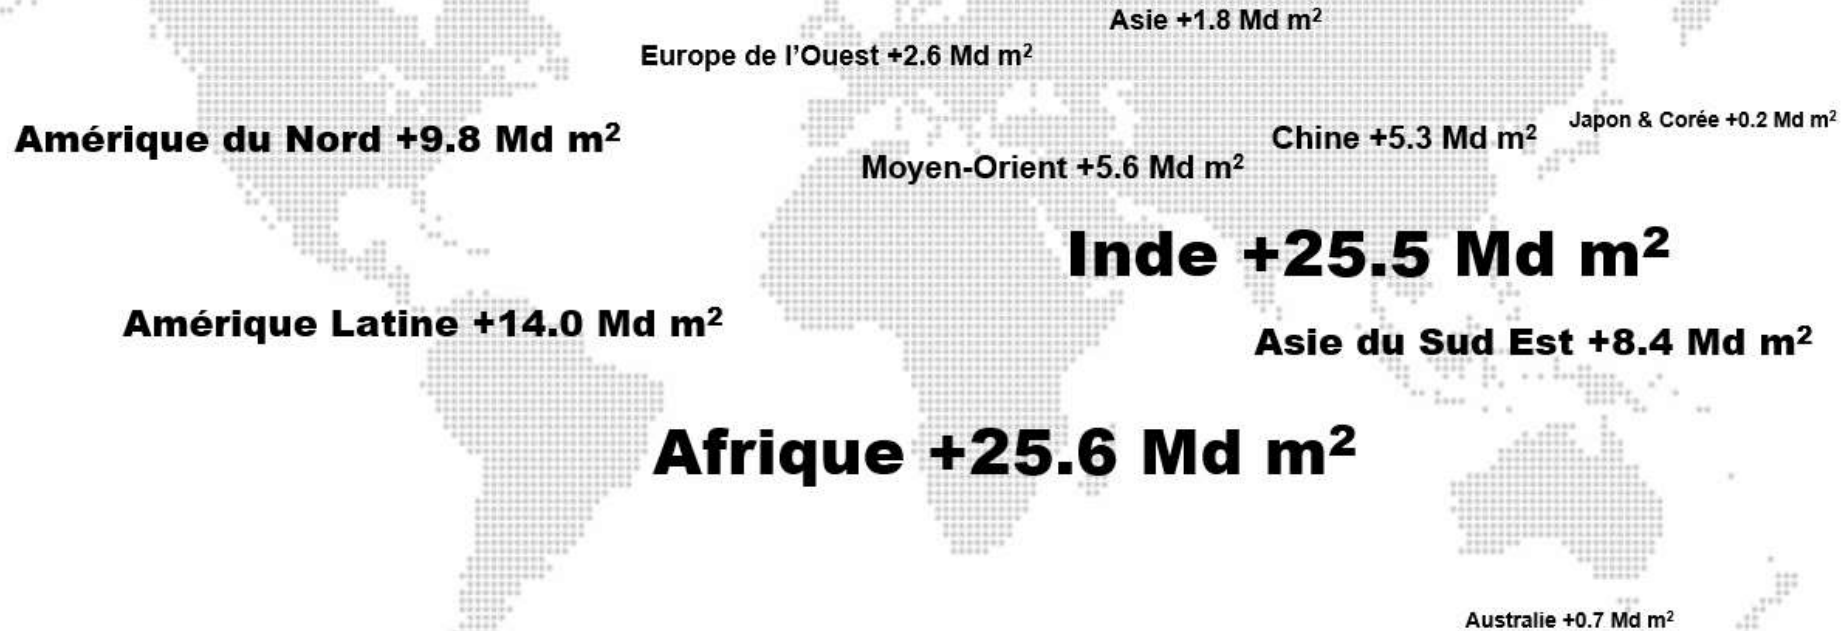 Asie +1.8 Md m²
Europe de l’Ouest +2.6 Md m²
Japon & Corée +0.2 Md m²
Amérique du Nord +9.8 Md m²
Chine +5.3 Md m²
Moyen-Orient +5.6 Md m²
Inde +25.5 Md m²
Amérique Latine +14.0 Md m²
Asie du Sud Est +8.4 Md m²
Afrique +25.6 Md m²
Australie +0.7 Md m²